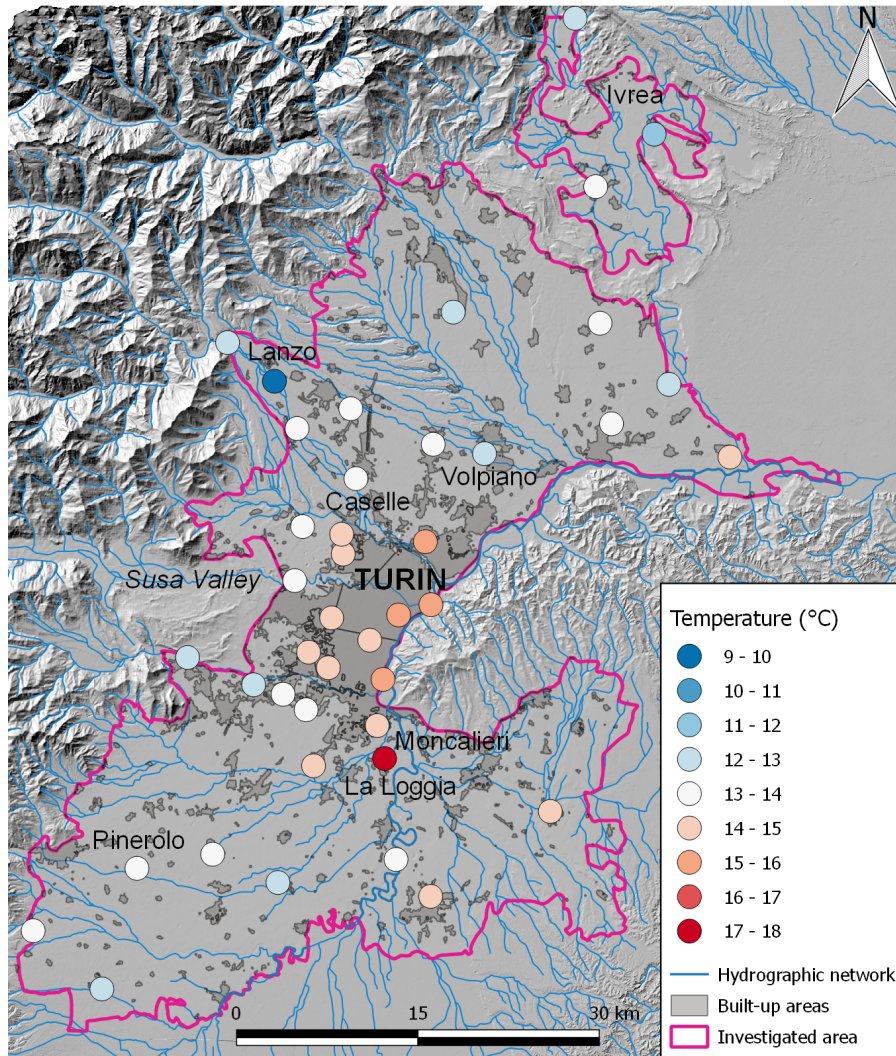 N
Ivrea
Lanzo
Volpiano
Caselle
Susa Valley
TURIN
Moncalieri
La Loggia
Pinerolo
Temperature (°C)
9 - 10
10 - 11
11 - 12
12 - 13
13 - 14
14 - 15
15 - 16
16 - 17
17 - 18
Hydrographic network
Built-up areas
Investigated area
0 15 30 km